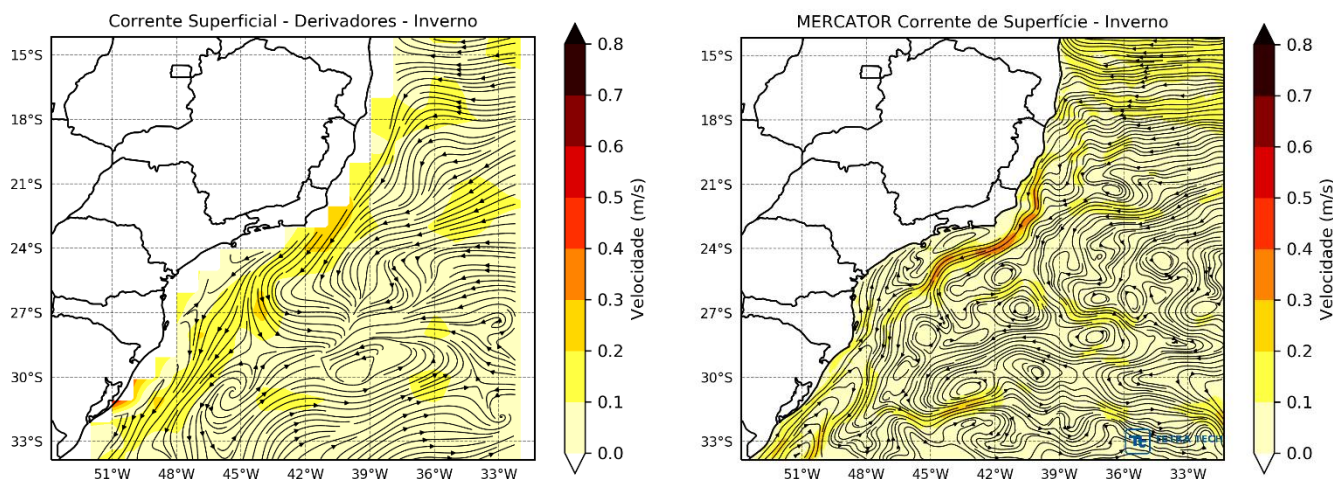 Corrente Superficial - Derivadores - Inverno
15°S
18°S
21°S
24°S
27°S
30°S
33°S
51°W 48°W 45°W 42°W 39°W 36°W 33°W
0.8
0.7
0.6
0.5
0.4
0.3
0.2
0.1
0.0
Velocidade (m/s)
MERCATOR Corrente de Superfície - Inverno
15°S
18°S
21°S
24°S
27°S
30°S
33°S
51°W 48°W 45°W 42°W 39°W 36°W 33°W
TETRA TECH
0.8
0.7
0.6
0.5
0.4
0.3
0.2
0.1
0.0
Velocidade (m/s)